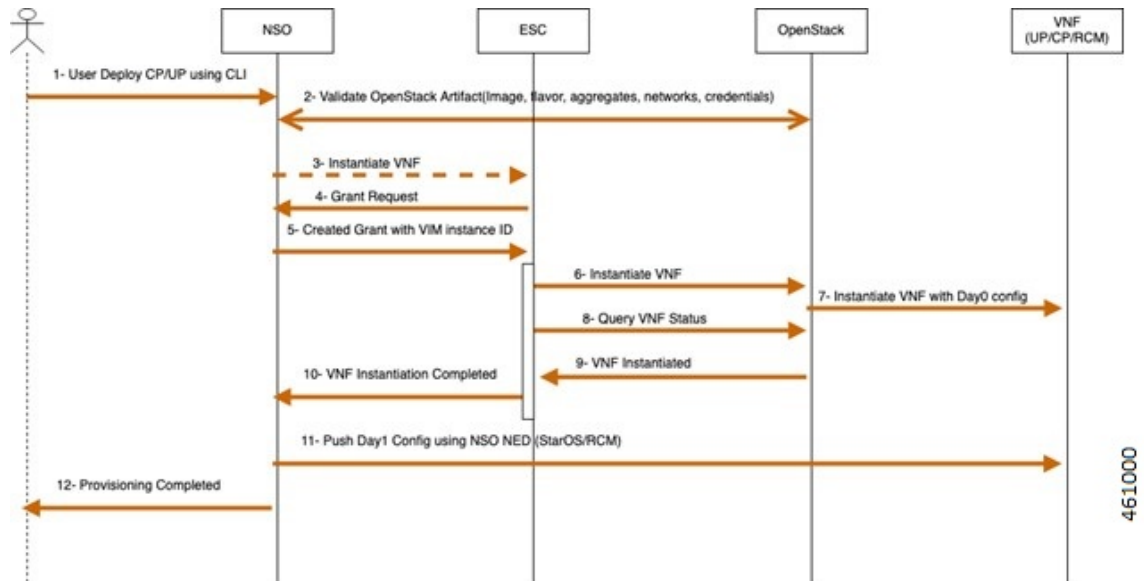 NSO
ESC
OpenStack
VNF
(UP/CP/RCM)
1- User Deploy CP/UP using CLI
2- Validate OpenStack Artifact(Image, flavor, aggregates, networks, credentials)
3- Instantiate VNF
4- Grant Request
5- Created Grant with VIM instance ID
6- Instantiate VNF
7- Instantiate VNF with Day0 config
8- Query VNF Status
9- VNF Instantiated
10- VNF Instantiation Completed
11- Push Day1 Config using NSO NED (StarOS/RCM)
12- Provisioning Completed
461000